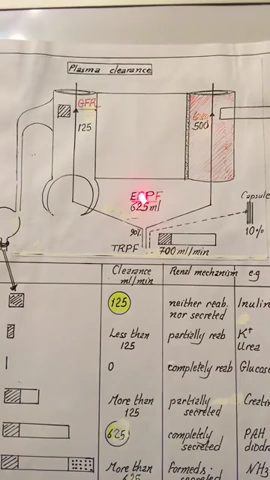 Plasma clearance
GFR
125
500
ERPF
625 ml
Capsule
90%
10%
TRPF
700 ml/min
Clearance ml/min
Renal mechanism
e.g
125
neither reab. nor secreted
Inulin
Less than 125
partially reab
K+
Urea
0
completely reab
Glucose
More than 125
partially secreted
Creatin
625
completely secreted
PAH
diodra
More than
formed &
NH3